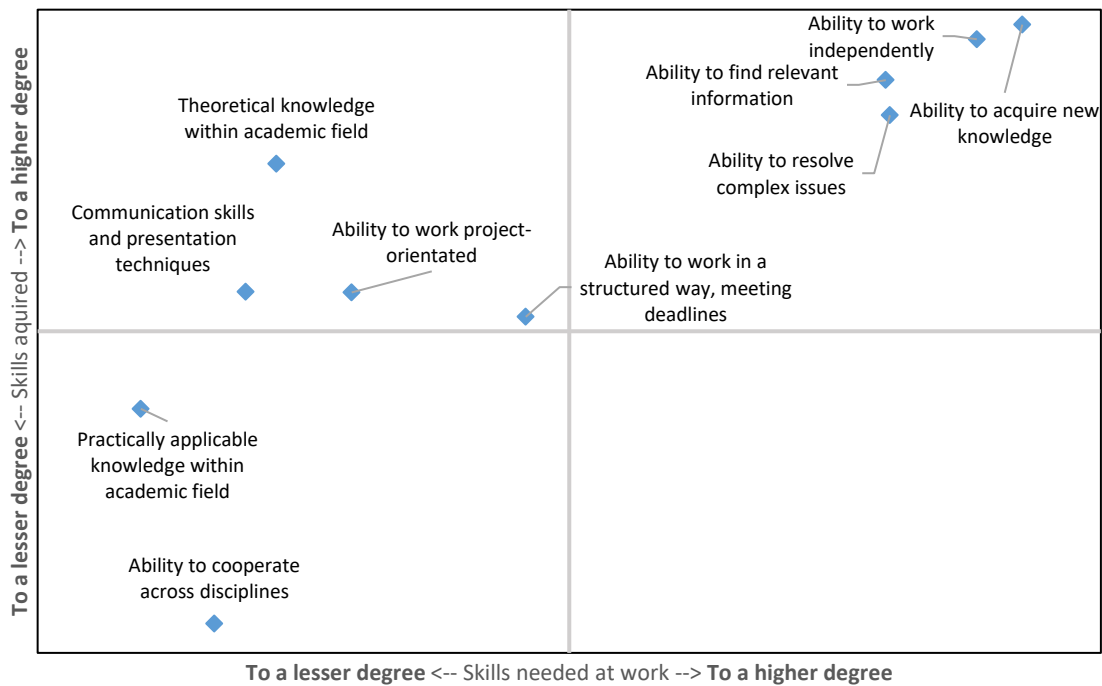 Ability to work
independently
Ability to find relevant
information
Ability to acquire new
knowledge
Theoretical knowledge
within academic field
Ability to resolve
complex issues
Communication skills
and presentation
techniques
Ability to work project-
orientated
Ability to work in a
structured way, meeting
deadlines
Practically applicable
knowledge within
academic field
Ability to cooperate
across disciplines
To a lesser degree <-- Skills aquired --> To a higher degree
To a lesser degree <-- Skills needed at work --> To a higher degree